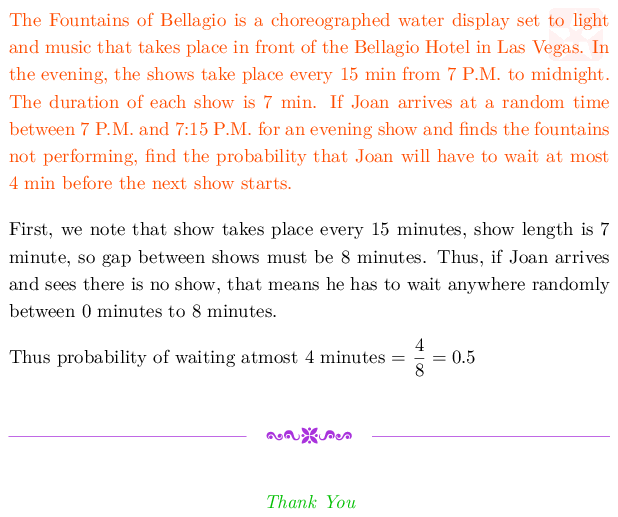 The Fountains of Bellagio is a choreographed water display set to light
and music that takes place in front of the Bellagio Hotel in Las Vegas. In
the evening, the shows take place every 15 min from 7 P.M. to midnight.
The duration of each show is 7 min. If Joan arrives at a random time
between 7 P.M. and 7:15 P.M. for an evening show and finds the fountains
not performing, find the probability that Joan will have to wait at most
4 min before the next show starts.
First, we note that show takes place every 15 minutes, show length is 7
minute, so gap between shows must be 8 minutes. Thus, if Joan arrives
and sees there is no show, that means he has to wait anywhere randomly
between 0 minutes to 8 minutes.
Thus probability of waiting atmost 4 minutes = 4/8 = 0.5
Thank You